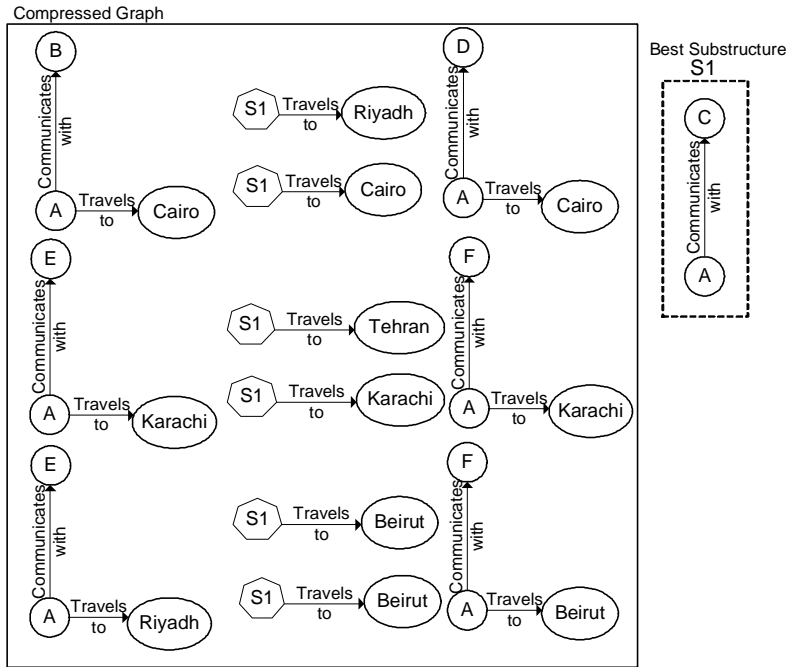 Compressed Graph
B
Communicates
with
A
Travels
to
Cairo
S1
Travels
to
Riyadh
S1
Travels
to
Cairo
D
Communicates
with
A
Travels
to
Cairo
Best Substructure
S1
C
Communicates
with
A
E
Communicates
with
A
Travels
to
Karachi
S1
Travels
to
Tehran
S1
Travels
to
Karachi
F
Communicates
with
A
Travels
to
Karachi
E
Communicates
with
A
Travels
to
Riyadh
S1
Travels
to
Beirut
S1
Travels
to
Beirut
F
Communicates
with
A
Travels
to
Beirut